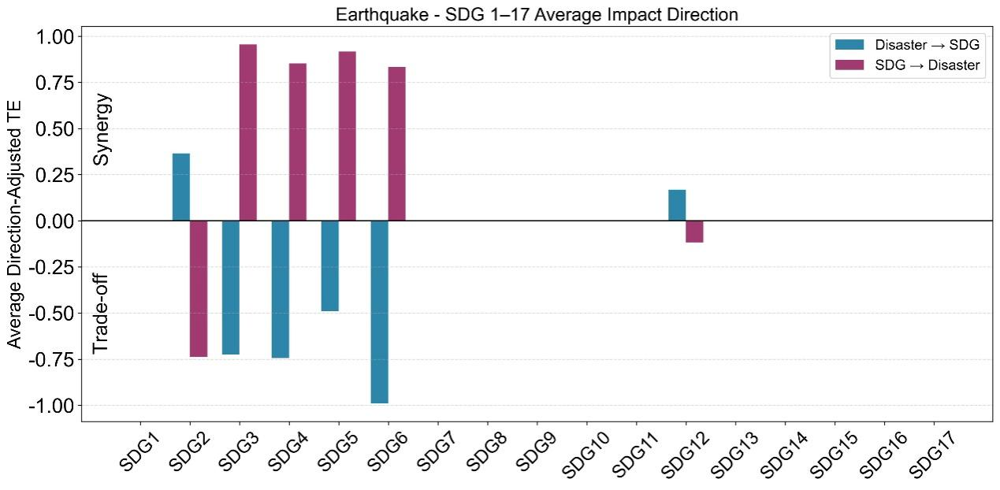 Earthquake - SDG 1–17 Average Impact Direction
Disaster → SDG
SDG → Disaster
Average Direction-Adjusted TE
Synergy
Trade-off
1.00
0.75
0.50
0.25
0.00
-0.25
-0.50
-0.75
-1.00
SDG1
SDG2
SDG3
SDG4
SDG5
SDG6
SDG7
SDG8
SDG9
SDG10
SDG11
SDG12
SDG13
SDG14
SDG15
SDG16
SDG17